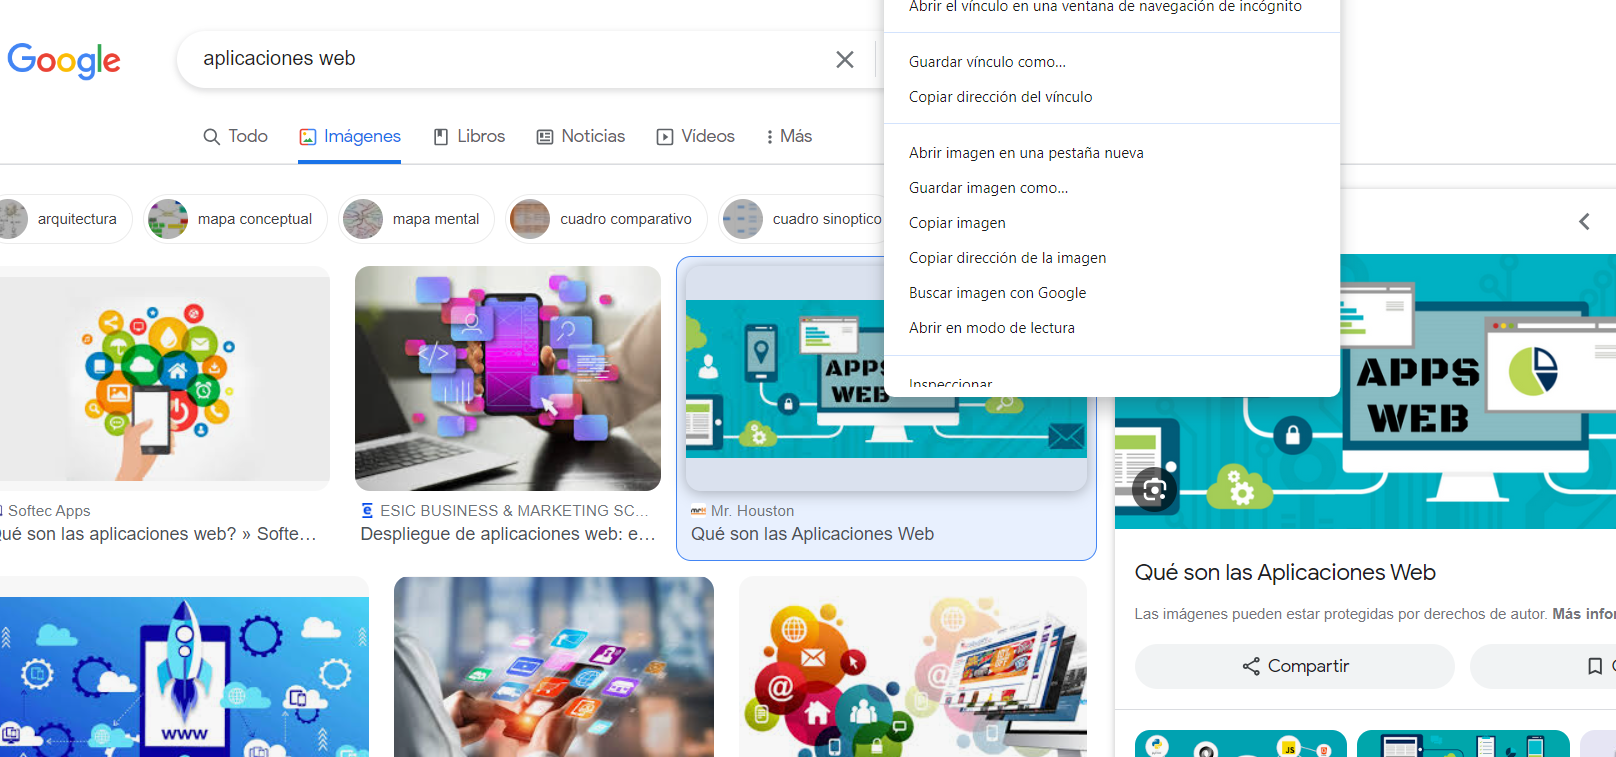 Abrir el vínculo en una ventana de navegación de incógnito
Google
aplicaciones web
Guardar vínculo como...
Copiar dirección del vínculo
Todo
Imágenes
Libros
Noticias
Vídeos
Más
Abrir imagen en una pestaña nueva
Guardar imagen como...
Copiar imagen
Copiar dirección de la imagen
Buscar imagen con Google
Abrir en modo de lectura
Inspeccionar
arquitectura
mapa conceptual
mapa mental
cuadro comparativo
cuadro sinoptico
APPS
WEB
APPS
WEB
Softec Apps
ué son las aplicaciones web? » Softe...
ESIC BUSINESS & MARKETING SC...
Despliegue de aplicaciones web: e...
Mr. Houston
Qué son las Aplicaciones Web
Qué son las Aplicaciones Web
Las imágenes pueden estar protegidas por derechos de autor. Más infor
Compartir
www
JS